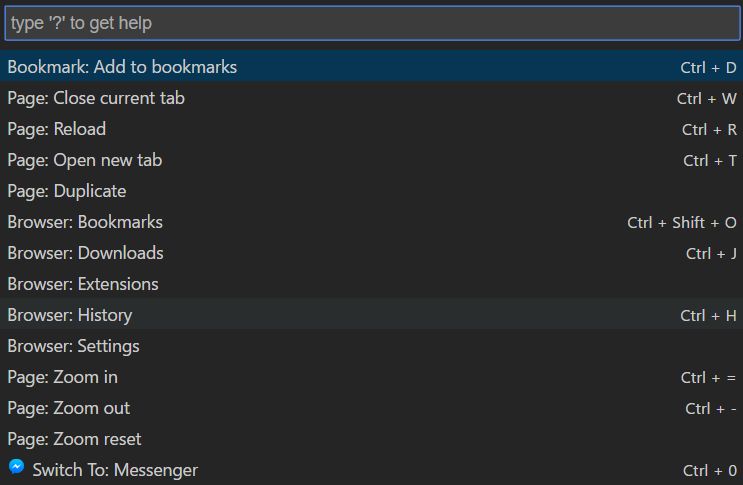 type '?' to get help
Bookmark: Add to bookmarks Ctrl + D
Page: Close current tab Ctrl + W
Page: Reload Ctrl + R
Page: Open new tab Ctrl + T
Page: Duplicate
Browser: Bookmarks Ctrl + Shift + O
Browser: Downloads Ctrl + J
Browser: Extensions
Browser: History Ctrl + H
Browser: Settings
Page: Zoom in Ctrl + =
Page: Zoom out Ctrl + -
Page: Zoom reset
Switch To: Messenger Ctrl + 0